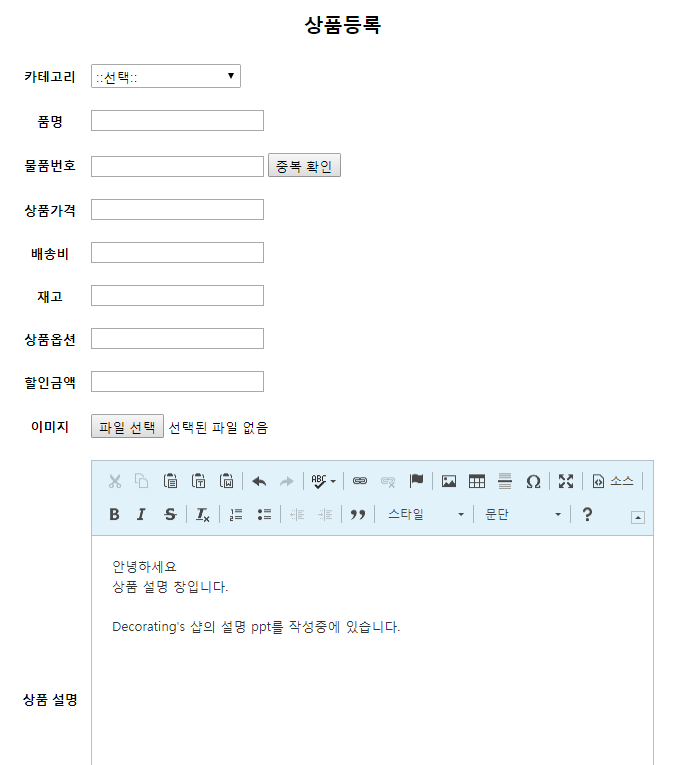 상품등록
카테고리 ::선택::
품명
물품번호 중복 확인
상품가격
배송비
재고
상품옵션
할인금액
이미지 파일 선택 선택된 파일 없음
ABC 소스
B I S Tx 스타일 문단 ?
안녕하세요
상품 설명 창입니다.
Decorating's 샵의 설명 ppt를 작성중에 있습니다.
상품 설명